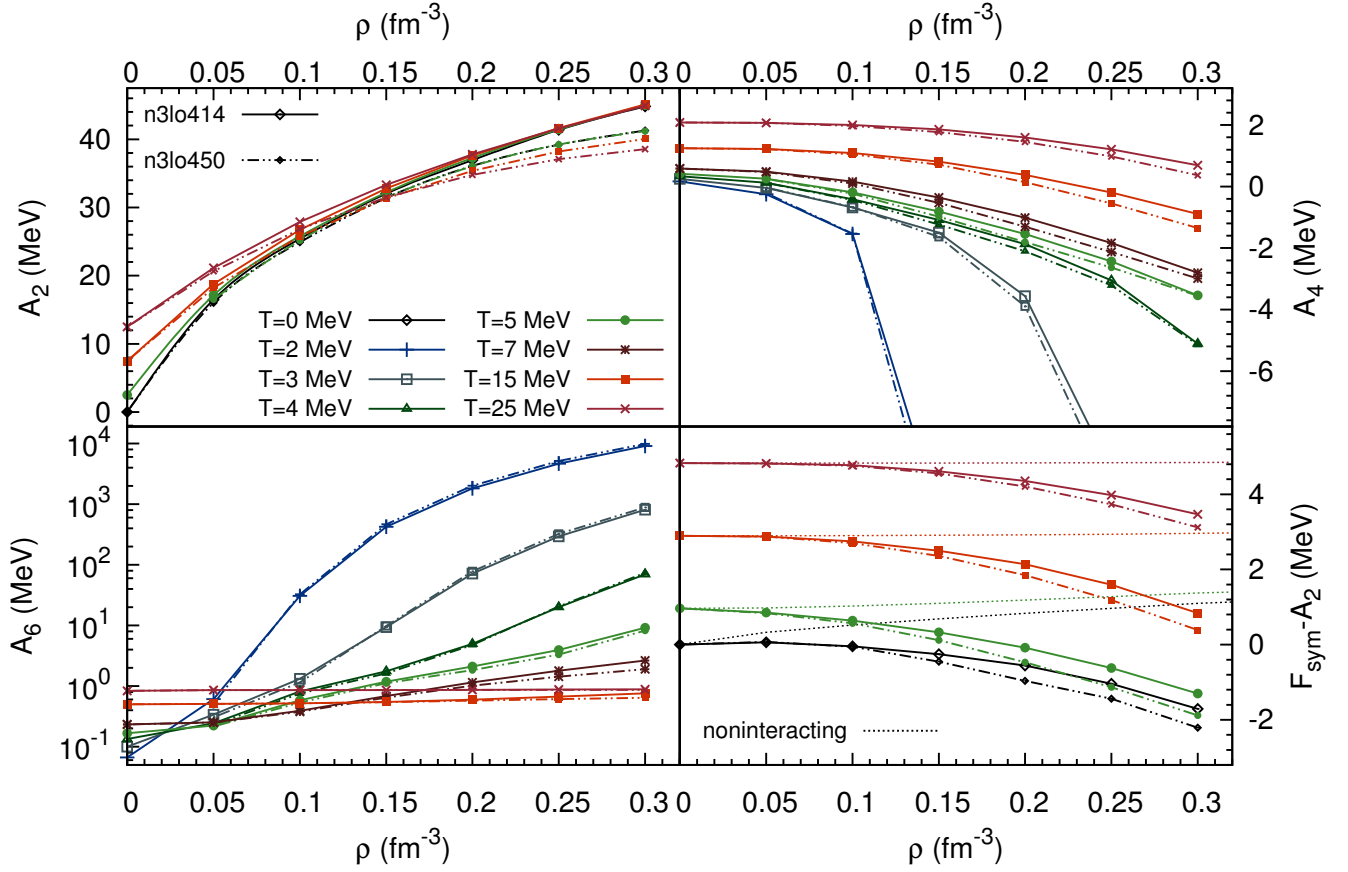 ρ (fm⁻³)
ρ (fm⁻³)
0 0.05 0.1 0.15 0.2 0.25 0.3
0 0.05 0.1 0.15 0.2 0.25 0.3
n3lo414
n3lo450
A₂ (MeV)
40
30
20
10
0
T=0 MeV
T=2 MeV
T=3 MeV
T=4 MeV
T=5 MeV
T=7 MeV
T=15 MeV
T=25 MeV
2
0
-2
-4
-6
A₄ (MeV)
A₆ (MeV)
10⁴
10³
10²
10¹
10⁰
10⁻¹
noninteracting
4
2
0
-2
F_sym-A₂ (MeV)
0 0.05 0.1 0.15 0.2 0.25 0.3
0 0.05 0.1 0.15 0.2 0.25 0.3
ρ (fm⁻³)
ρ (fm⁻³)